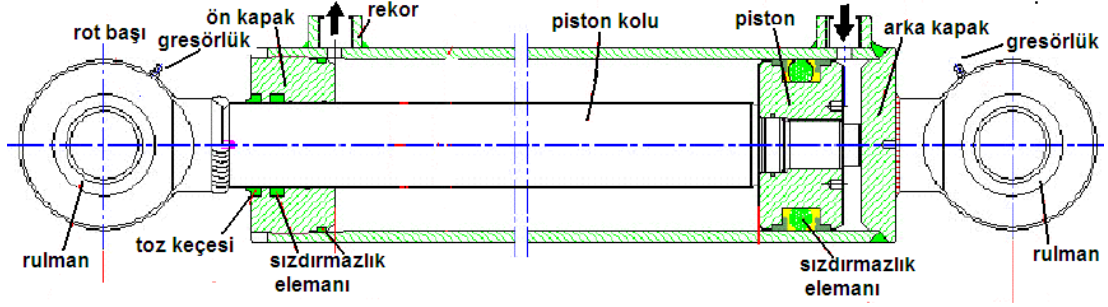 rot başı
gresörlük
ön kapak
rekor
piston kolu
piston
arka kapak
gresörlük
rulman
toz keçesi
sızdırmazlık
elemanı
sızdırmazlık
elemanı
rulman